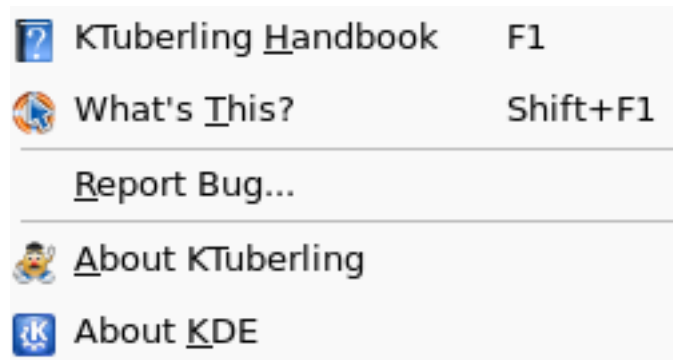 KTuberling Handbook F1
What's This? Shift+F1
Report Bug...
About KTuberling
About KDE